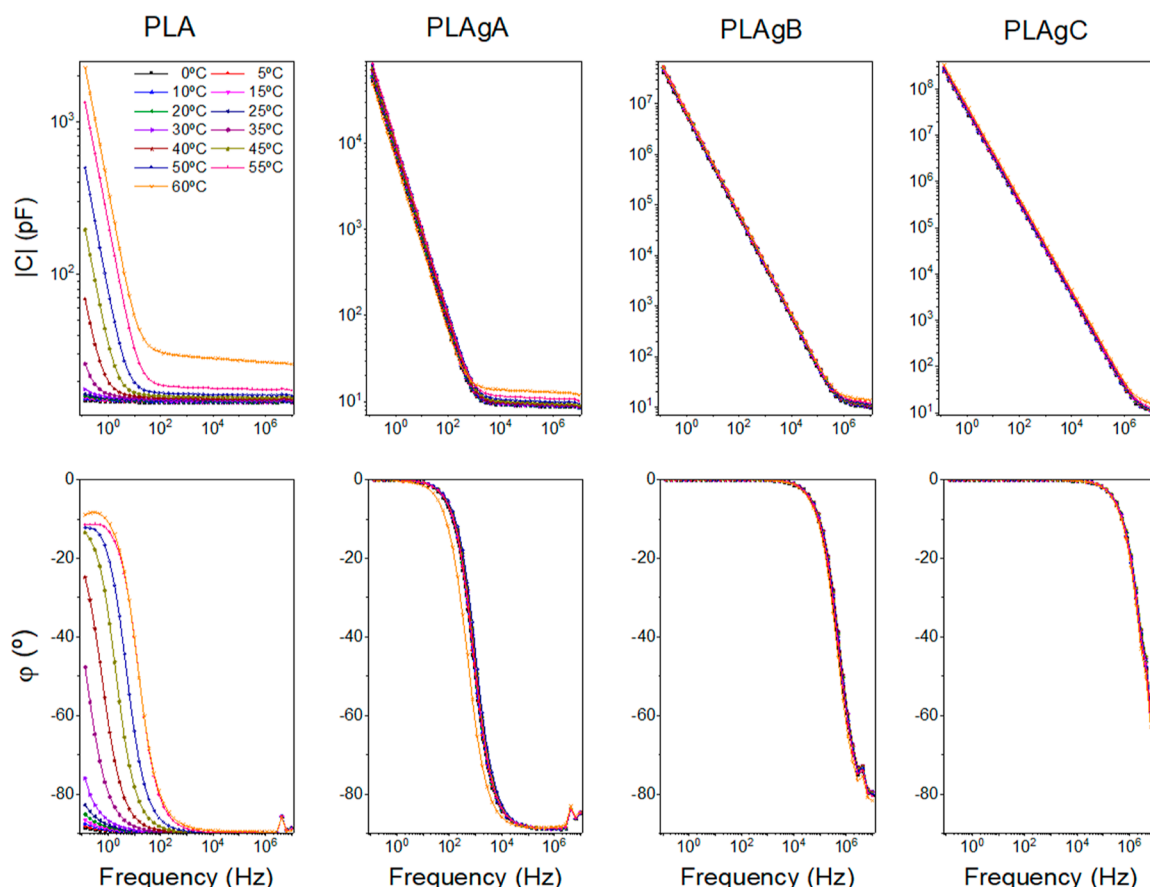 PLA PLAgA PLAgB PLAgC
0ºC 5ºC
10ºC 15ºC
20ºC 25ºC
30ºC 35ºC
40ºC 45ºC
50ºC 55ºC
60ºC
|C| (pF)
10³
10²
10⁴
10³
10²
10¹
10⁷
10⁶
10⁵
10⁴
10³
10²
10¹
10⁸
10⁷
10⁶
10⁵
10⁴
10³
10²
10¹
10⁰ 10² 10⁴ 10⁶ 10⁰ 10² 10⁴ 10⁶ 10⁰ 10² 10⁴ 10⁶ 10⁰ 10² 10⁴ 10⁶
φ (º)
0 0 0 0
-20 -20 -20 -20
-40 -40 -40 -40
-60 -60 -60 -60
-80 -80 -80 -80
10⁰ 10² 10⁴ 10⁶ 10⁰ 10² 10⁴ 10⁶ 10⁰ 10² 10⁴ 10⁶ 10⁰ 10² 10⁴ 10⁶
Frequency (Hz) Frequency (Hz) Frequency (Hz) Frequency (Hz)